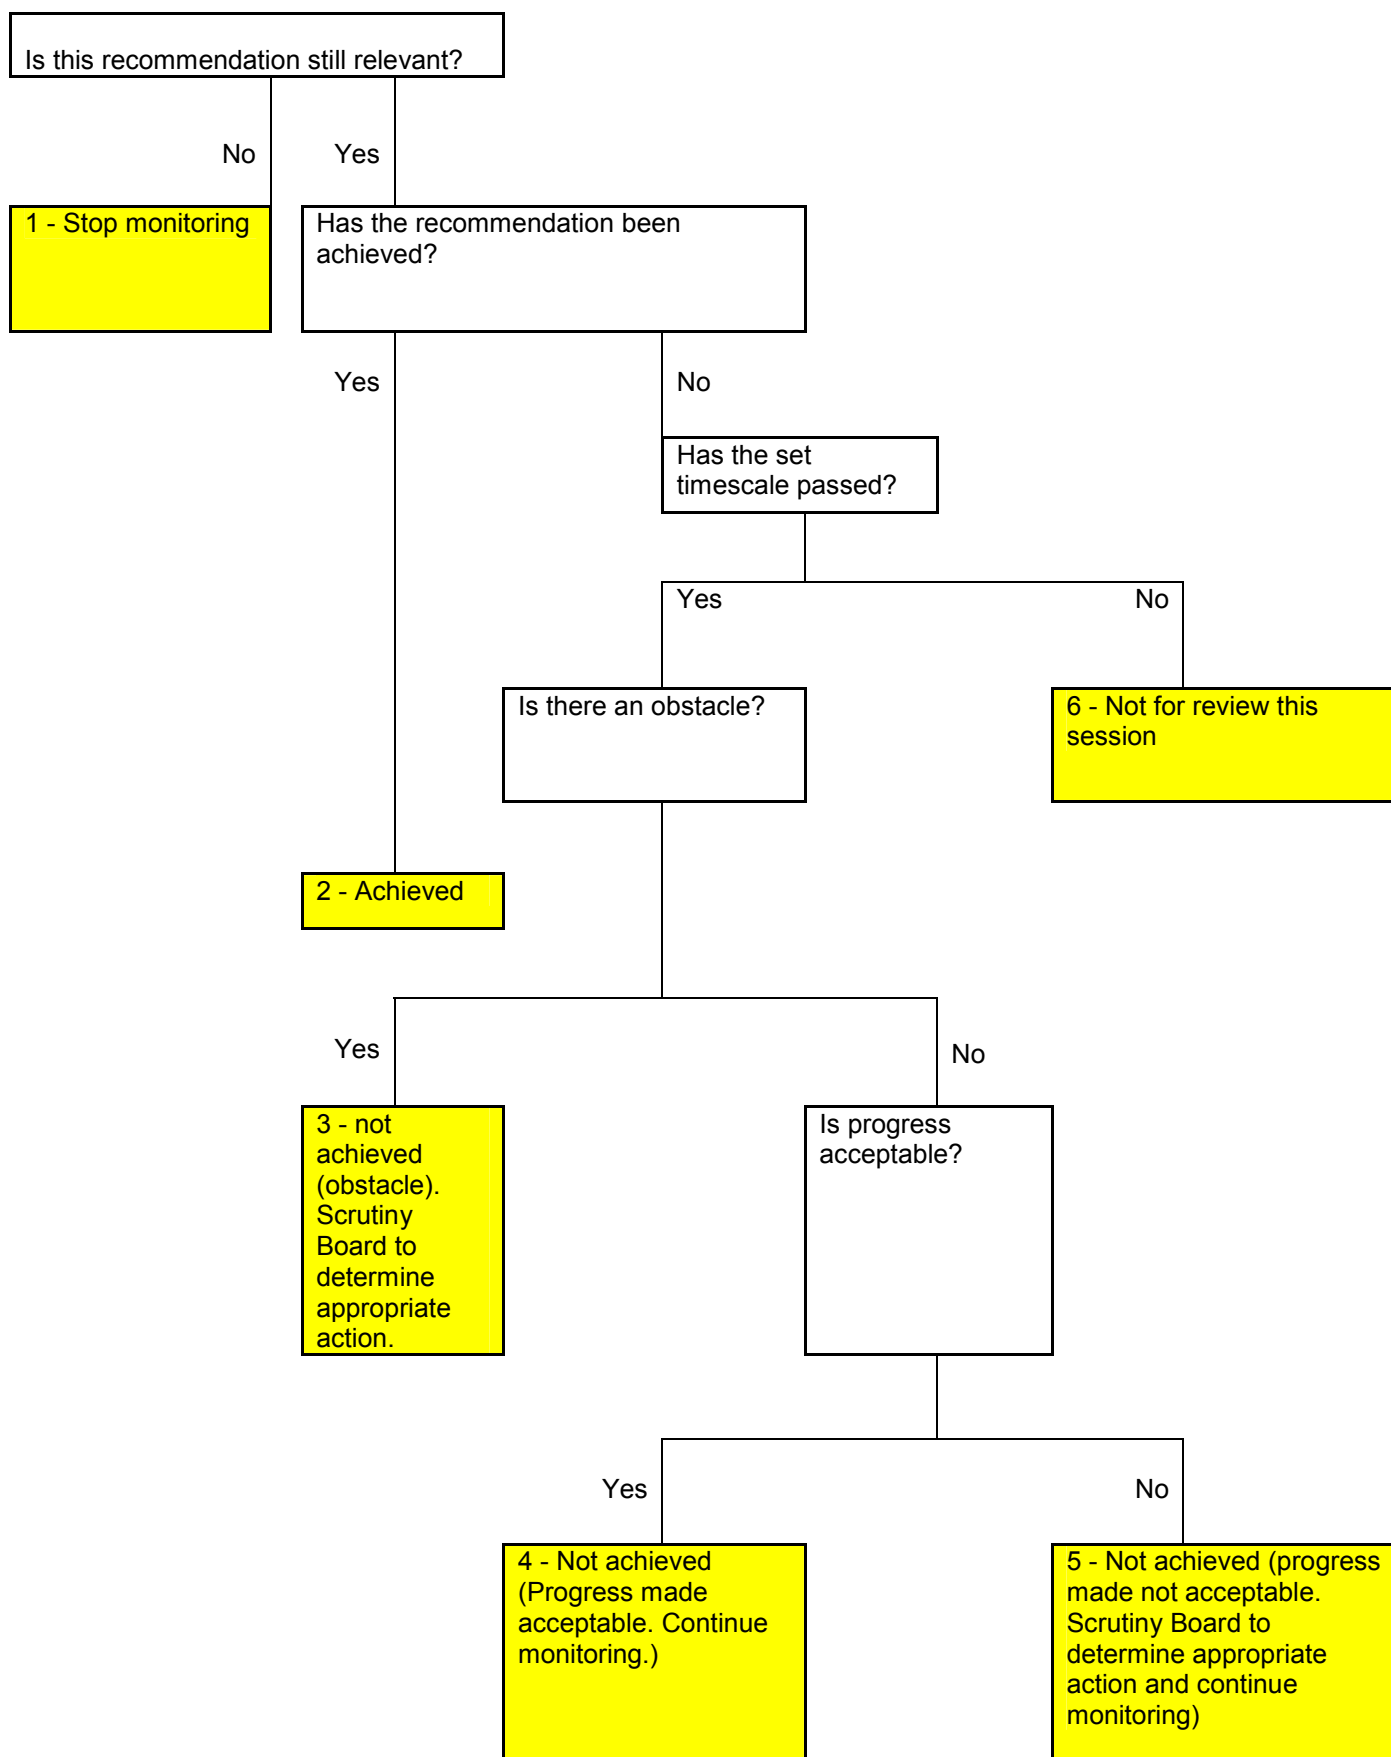 Is this recommendation still relevant?
No
Yes
1 - Stop monitoring
Has the recommendation been
achieved?
Yes
No
Has the set
timescale passed?
Yes
No
Is there an obstacle?
6 - Not for review this
session
2 - Achieved
Yes
No
3 - not
achieved
(obstacle).
Scrutiny
Board to
determine
appropriate
action.
Is progress
acceptable?
Yes
No
4 - Not achieved
(Progress made
acceptable. Continue
monitoring.)
5 - Not achieved (progress
made not acceptable.
Scrutiny Board to
determine appropriate
action and continue
monitoring)